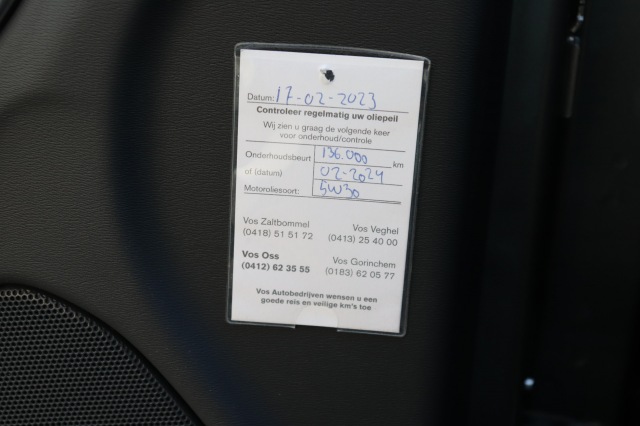 Datum: 17-02-2023
Controleer regelmatig uw oliepeil
Wij zien u graag de volgende keer
voor onderhoud/controle
Onderhoudsbeurt 136.000 km
of (datum) 02-2024
Motoroliesoort: 5W30
Vos Zaltbommel
(0418) 51 51 72
Vos Veghel
(0413) 25 40 00
Vos Oss
(0412) 62 35 55
Vos Gorinchem
(0183) 62 05 77
Vos Autobedrijven wensen u een
goede reis en veilige km's toe